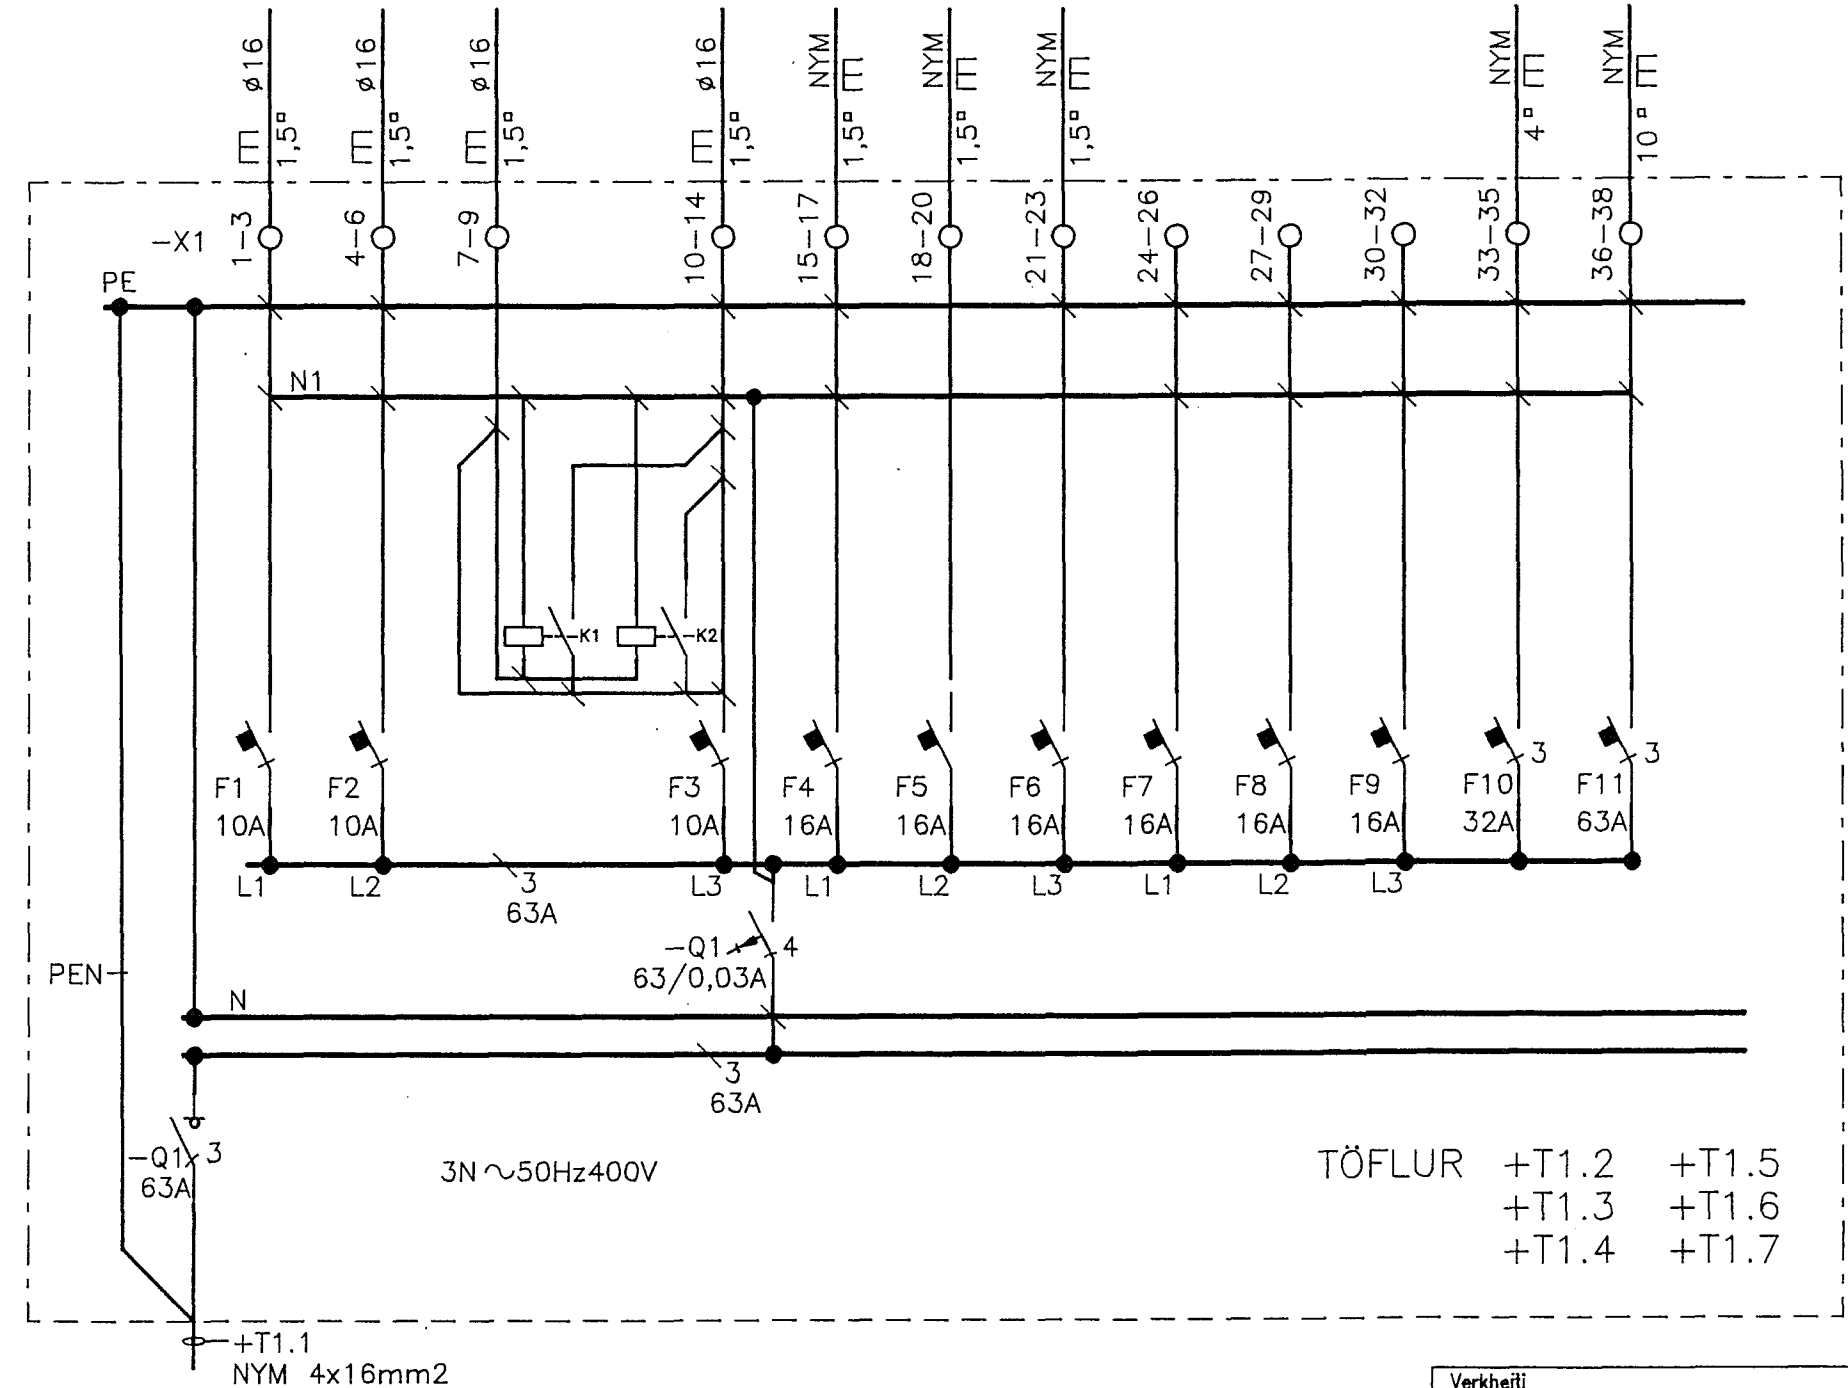 ø16
1,5▫
ø16
1,5▫
ø16
1,5▫
ø16
1,5▫
NYM
1,5▫
NYM
1,5▫
NYM
1,5▫
NYM
4▫
NYM
10▫
-X1
1-3
4-6
7-9
10-14
15-17
18-20
21-23
24-26
27-29
30-32
33-35
36-38
PE
N1
K1
K2
F1
10A
F2
10A
F3
10A
F4
16A
F5
16A
F6
16A
F7
16A
F8
16A
F9
16A
F10
32A
3
F11
63A
3
L1
L2
3
63A
L3
L1
L2
L3
L1
L2
L3
-Q1
4
63/0,03A
PEN
N
3
63A
-Q1
3
63A
3N ~50Hz400V
TÖFLUR +T1.2 +T1.5
+T1.3 +T1.6
+T1.4 +T1.7
+T1.1
NYM 4x16mm2
Verkheiti